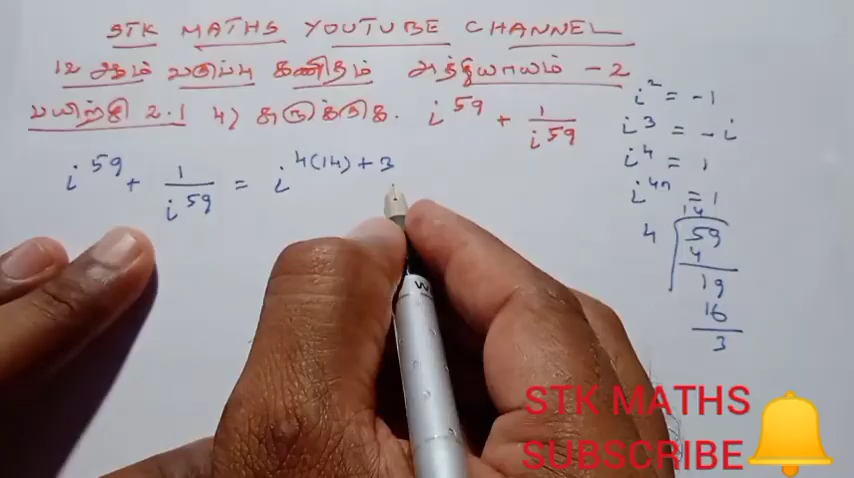 STK MATHS YOUTUBE CHANNEL
12 ஆம் வகுப்பு கணிதம் அத்தியாயம் - 2
பயிற்சி 2.1 4) சுருக்குக. i^59 + 1/i^59
i^59 + 1/i^59 = i^4(14) + 3
i^2 = -1
i^3 = -i
i^4 = 1
i^4n = 1
14
4 59
4
19
16
3
W
STK MATHS
SUBSCRIBE